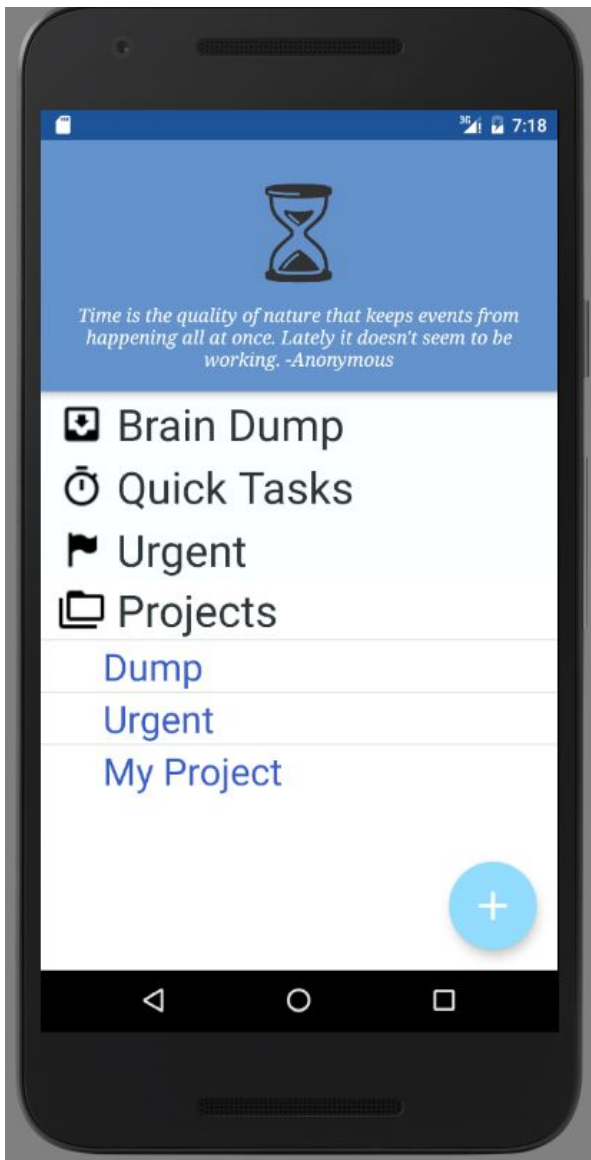 3G 7:18
Time is the quality of nature that keeps events from
happening all at once. Lately it doesn't seem to be
working. -Anonymous
Brain Dump
Quick Tasks
Urgent
Projects
Dump
Urgent
My Project